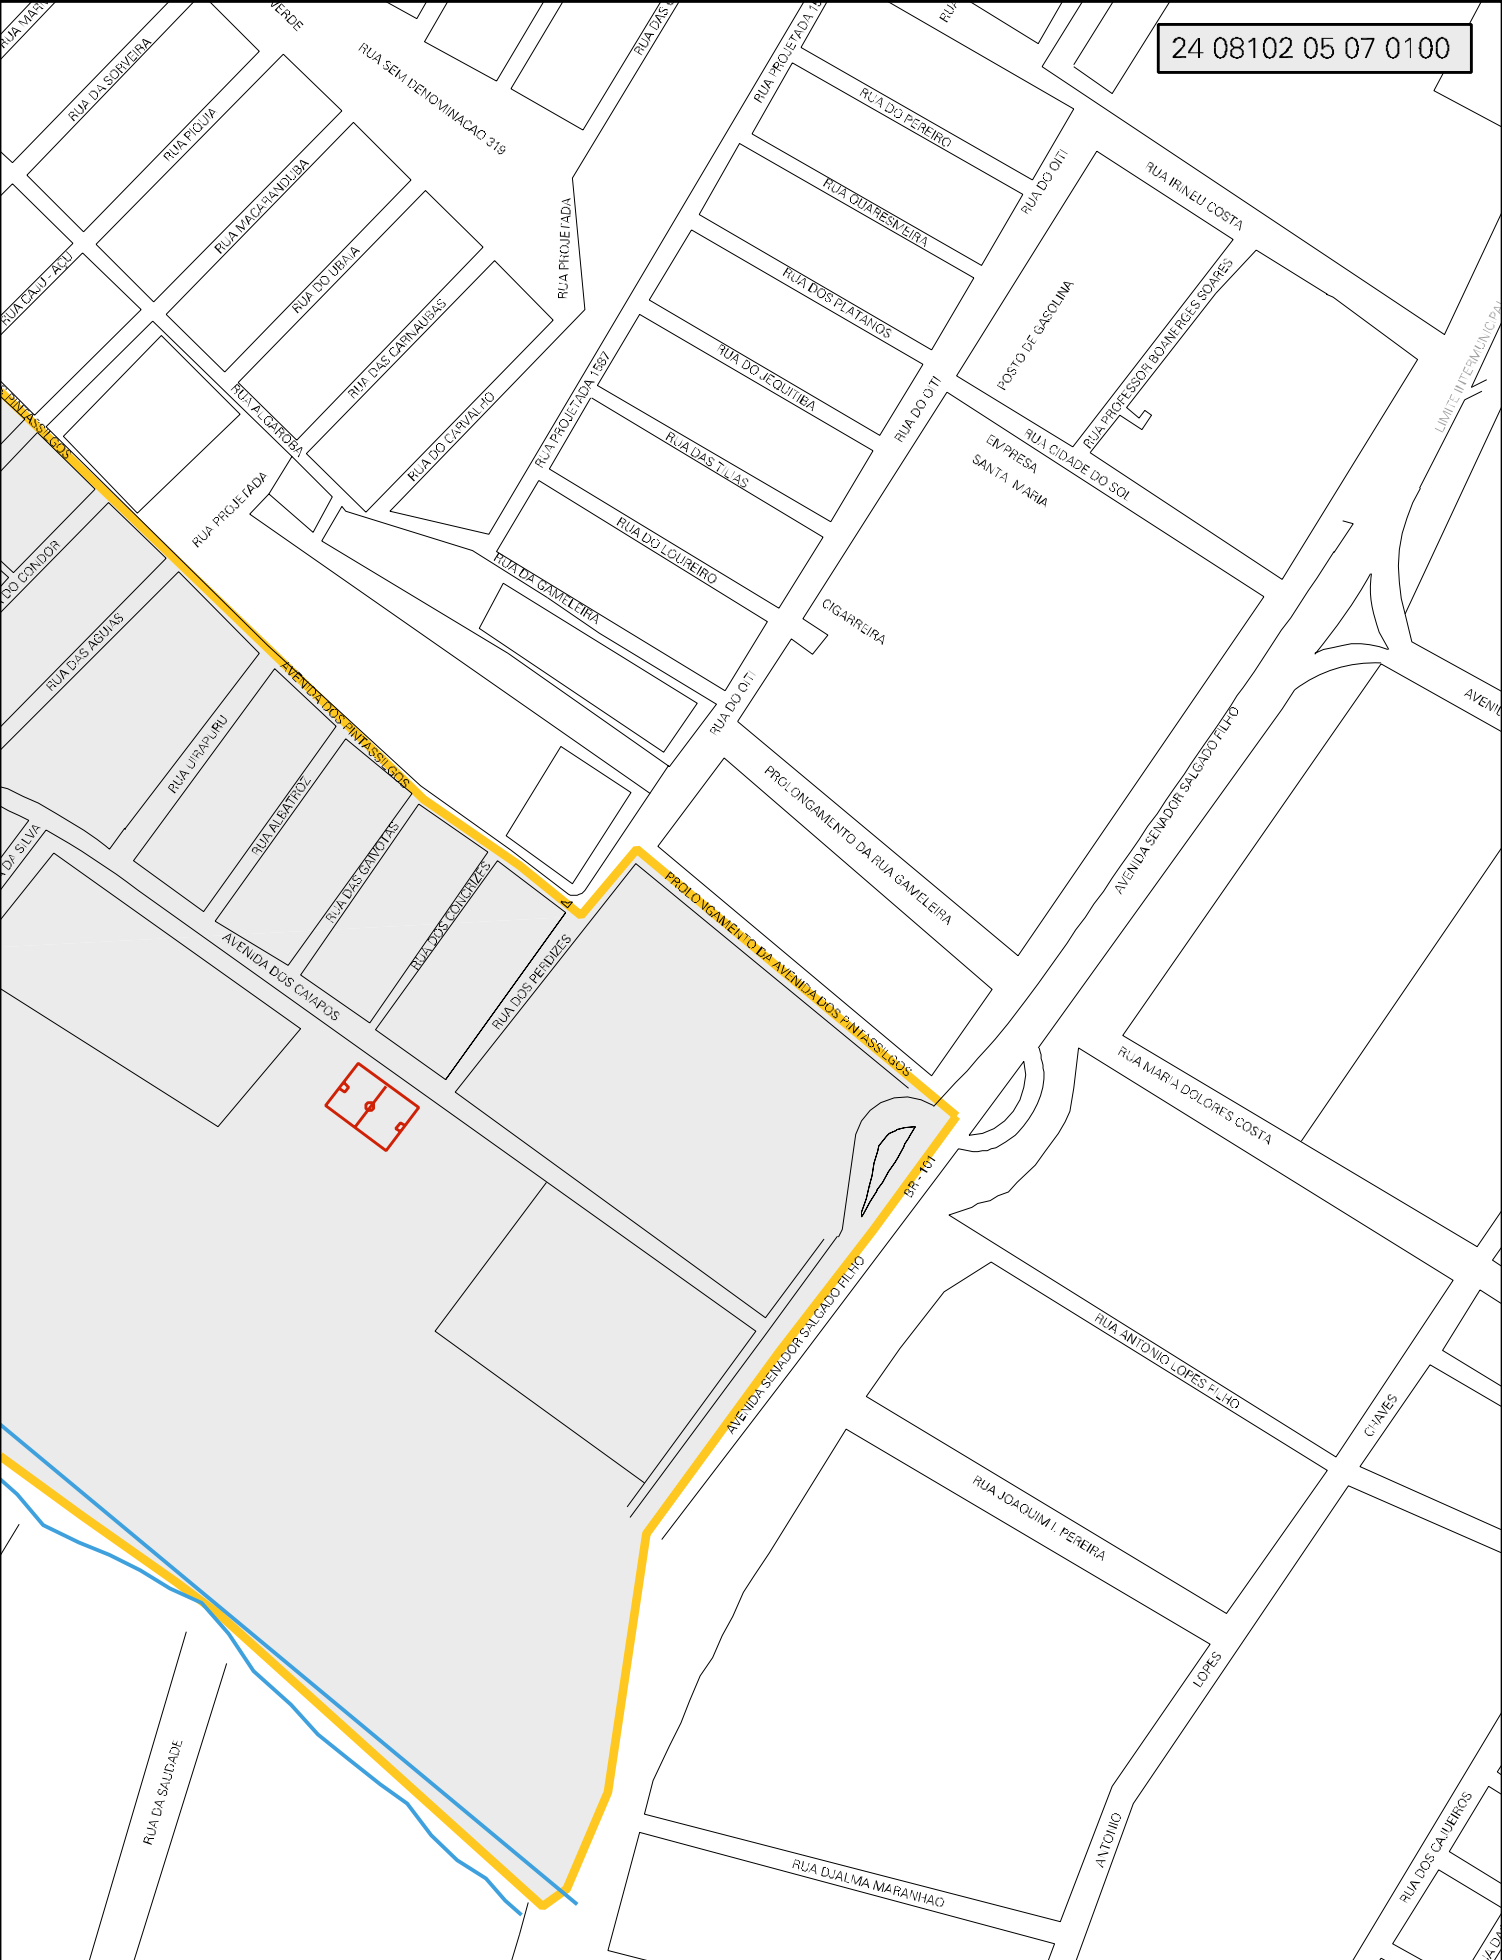 24 08102 05 07 0100
VERDE
RUA DA SORVEIRA
RUA SEM DENOMINACAO 319
RUA PIQUIA
RUA DO PEREIRO
RUA DO OITI
RUA IRINEU COSTA
RUA MACARANDUBA
RUA QUARESMEIRA
RUA PROJETADA
RUA DO UBAIA
RUA CAJU - ACU
RUA DOS PLATANOS
POSTO DE GASOLINA
RUA PROFESSOR BOANERGES SOARES
RUA DAS CARNAUBAS
RUA DO JEQUITIBA
RUA PROJETADA 1587
RUA DO OITI
RUA ALGAROBA
RUA DO CARVALHO
PINTASSILGOS
RUA DAS TILIAS
EMPRESA
SANTA MARIA
RUA CIDADE DO SOL
RUA PROJETADA
RUA DO LOUREIRO
DO CONDOR
RUA DA GAMELEIRA
CIGARREIRA
RUA DAS AGUIAS
AVENIDA DOS PINTASSILGOS
RUA DO OITI
RUA UIRAPURU
AVENIDA SENADOR SALGADO FILHO
PROLONGAMENTO DA RUA GAMELEIRA
RUA ALBATROZ
RUA DAS GAIVOTAS
DA SILVA
RUA DOS CONCRIZES
PROLONGAMENTO DA AVENIDA DOS PINTASSILGOS
AVENIDA DOS CAIAPOS
RUA DOS PERDIZES
RUA MARIA DOLORES COSTA
BR - 101
AVENIDA SENADOR SALGADO FILHO
RUA ANTONIO LOPES FILHO
CHAVES
RUA JOAQUIM I. PEREIRA
LOPES
RUA DA SAUDADE
ANTONIO
RUA DJALMA MARANHAO
RUA DOS CAJUEIROS